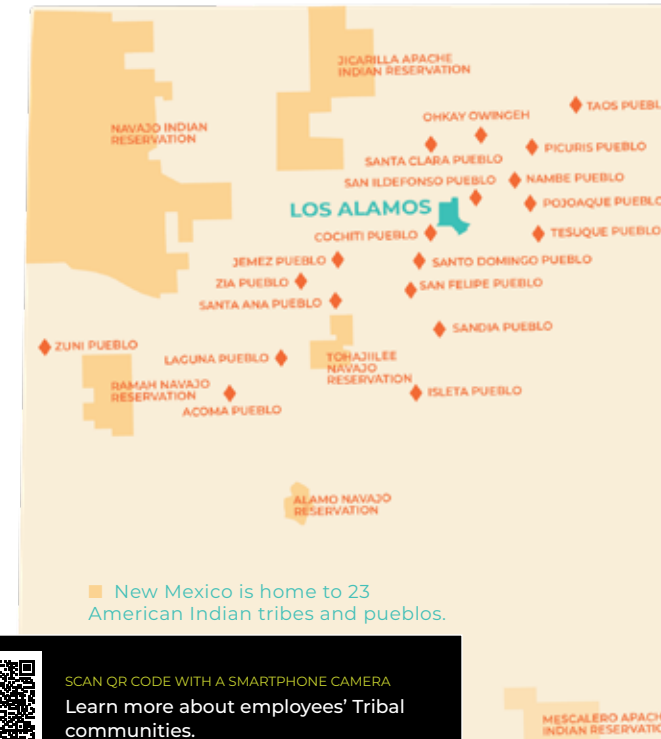 JICARILLA APACHE
INDIAN RESERVATION
TAOS
OHKAY OWINGEH
NAVAJO INDIAN
RESERVATION
PICURIS PUEBLO
SANTA CLARA PUEBLO
SAN ILDEFONSO PUEBLO
NAMBE PUEBLO
LOS ALAMOS
POJOAQUE PUEBLO
COCHITI PUEBLO
TESUQUE PUEBLO
JEMEZ PUEBLO
SANTO DOMINGO PUEBLO
ZIA PUEBLO
SAN FELIPE PUEBLO
SANTA ANA PUEBLO
SANDIA PUEBLO
ZUNI PUEBLO
LAGUNA PUEBLO
TOHAJIILEE
NAVAJO
RESERVATION
RAMAH NAVAJO
RESERVATION
ISLETA PUEBLO
ACOMA PUEBLO
ALAMO NAVAJO
RESERVATION
New Mexico is home to 23
American Indian tribes and pueblos.
SCAN QR CODE WITH A SMARTPHONE CAMERA
Learn more about employees’ Tribal
communities.
MESCALERO
INDIAN